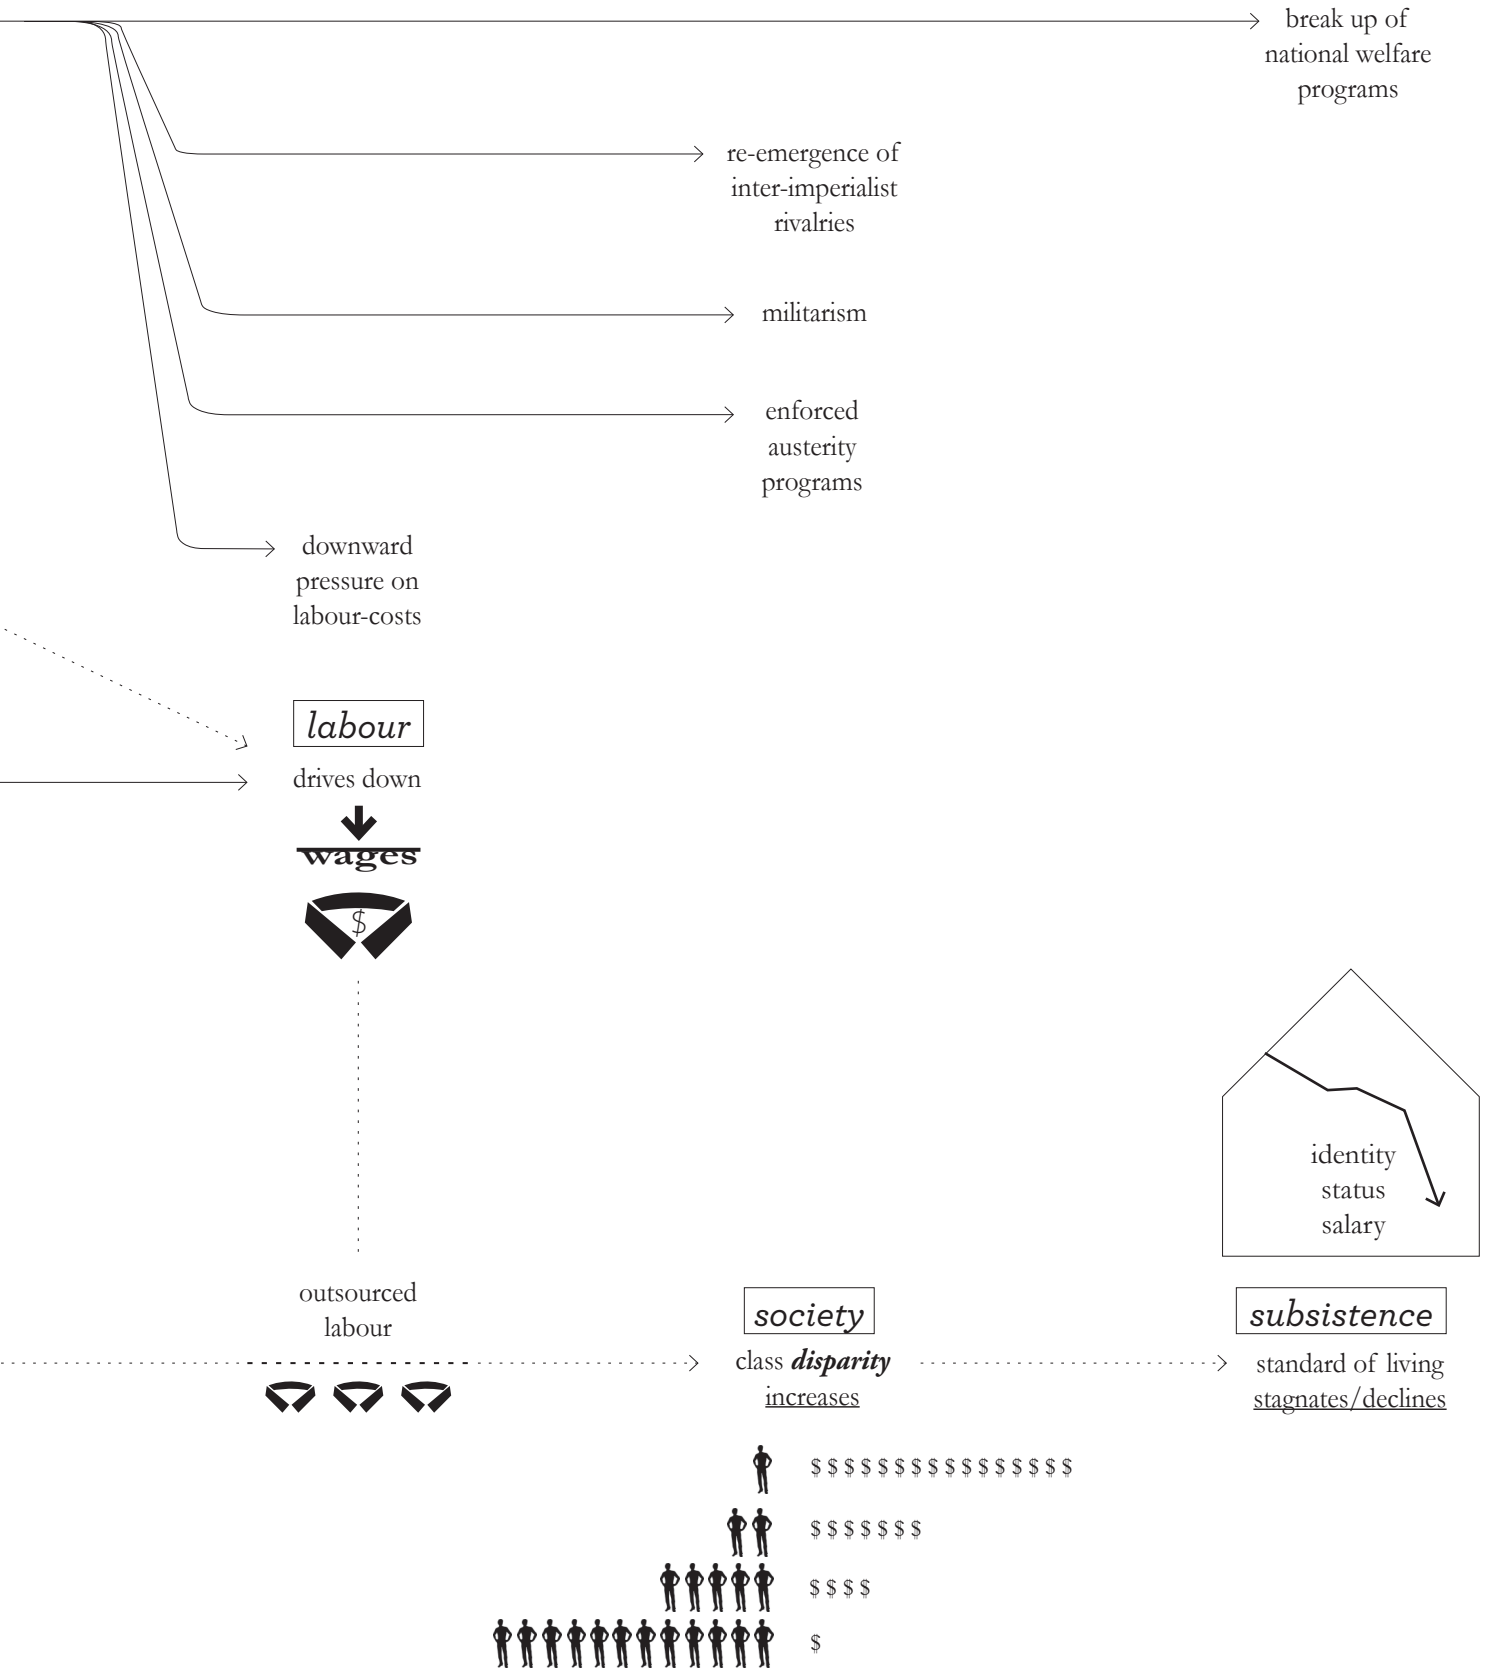 break up of
national welfare
programs
re-emergence of
inter-imperialist
rivalries
militarism
enforced
austerity
programs
downward
pressure on
labour-costs
labour
drives down
wages
$
identity
status
salary
outsourced
labour
society
class disparity
increases
subsistence
standard of living
stagnates/declines
$ $ $ $ $ $ $ $ $ $ $ $ $ $ $ $
$ $ $ $ $ $ $
$ $ $ $
$